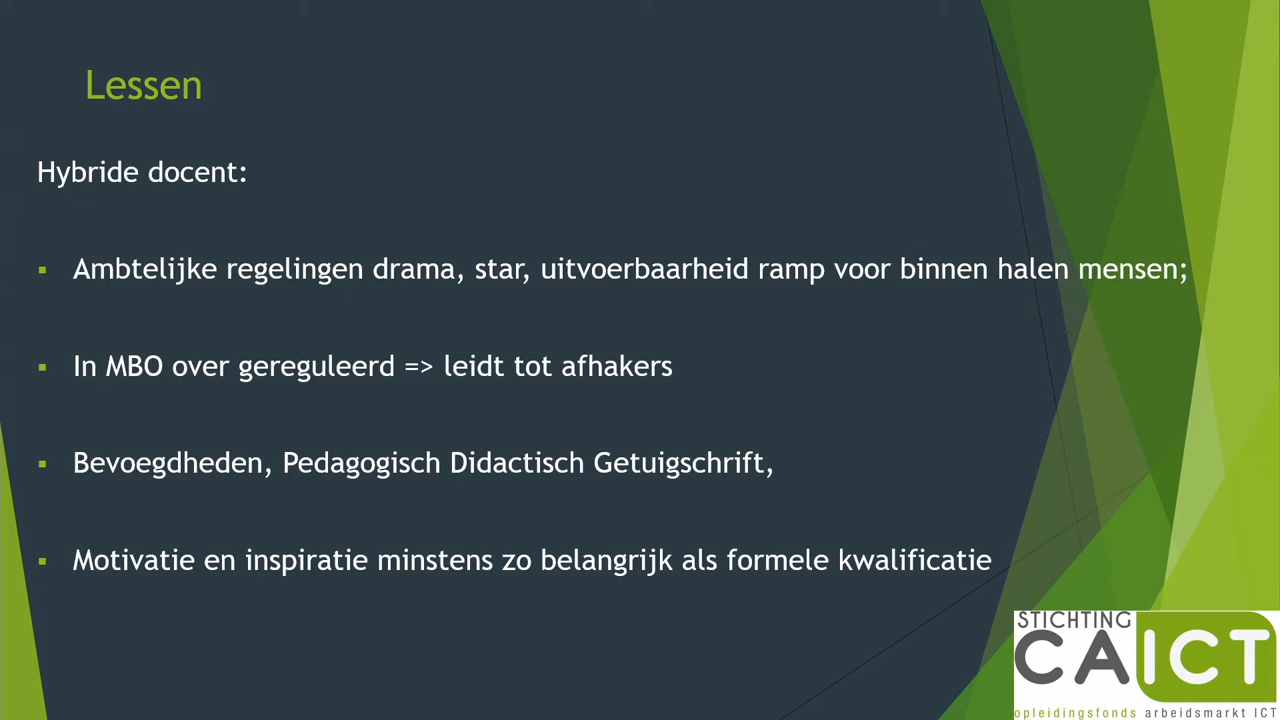 Lessen
Hybride docent:
▪ Ambtelijke regelingen drama, star, uitvoerbaarheid ramp voor binnen halen mensen;
▪ In MBO over gereguleerd => leidt tot afhakers
▪ Bevoegdheden, Pedagogisch Didactisch Getuigschrift,
▪ Motivatie en inspiratie minstens zo belangrijk als formele kwalificatie
STICHTING
CA ICT
opleidingsfonds arbeidsmarkt ICT